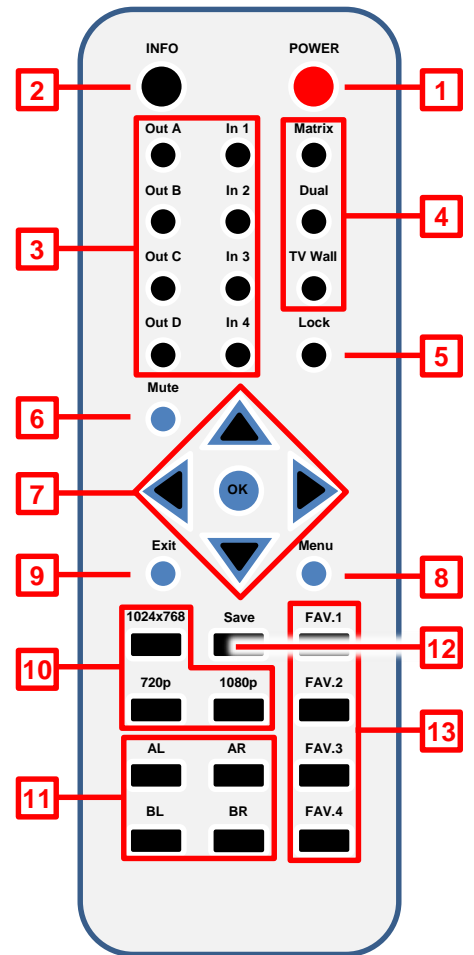 INFO POWER
2 1
Out A In 1 Matrix
Out B In 2 Dual
3 4
Out C In 3 TV Wall
Out D In 4 Lock
5
Mute
6
7 OK
Exit Menu
9 8
1024x768 Save FAV.1
12
10
720p 1080p FAV.2
13
AL AR FAV.3
11
BL BR FAV.4